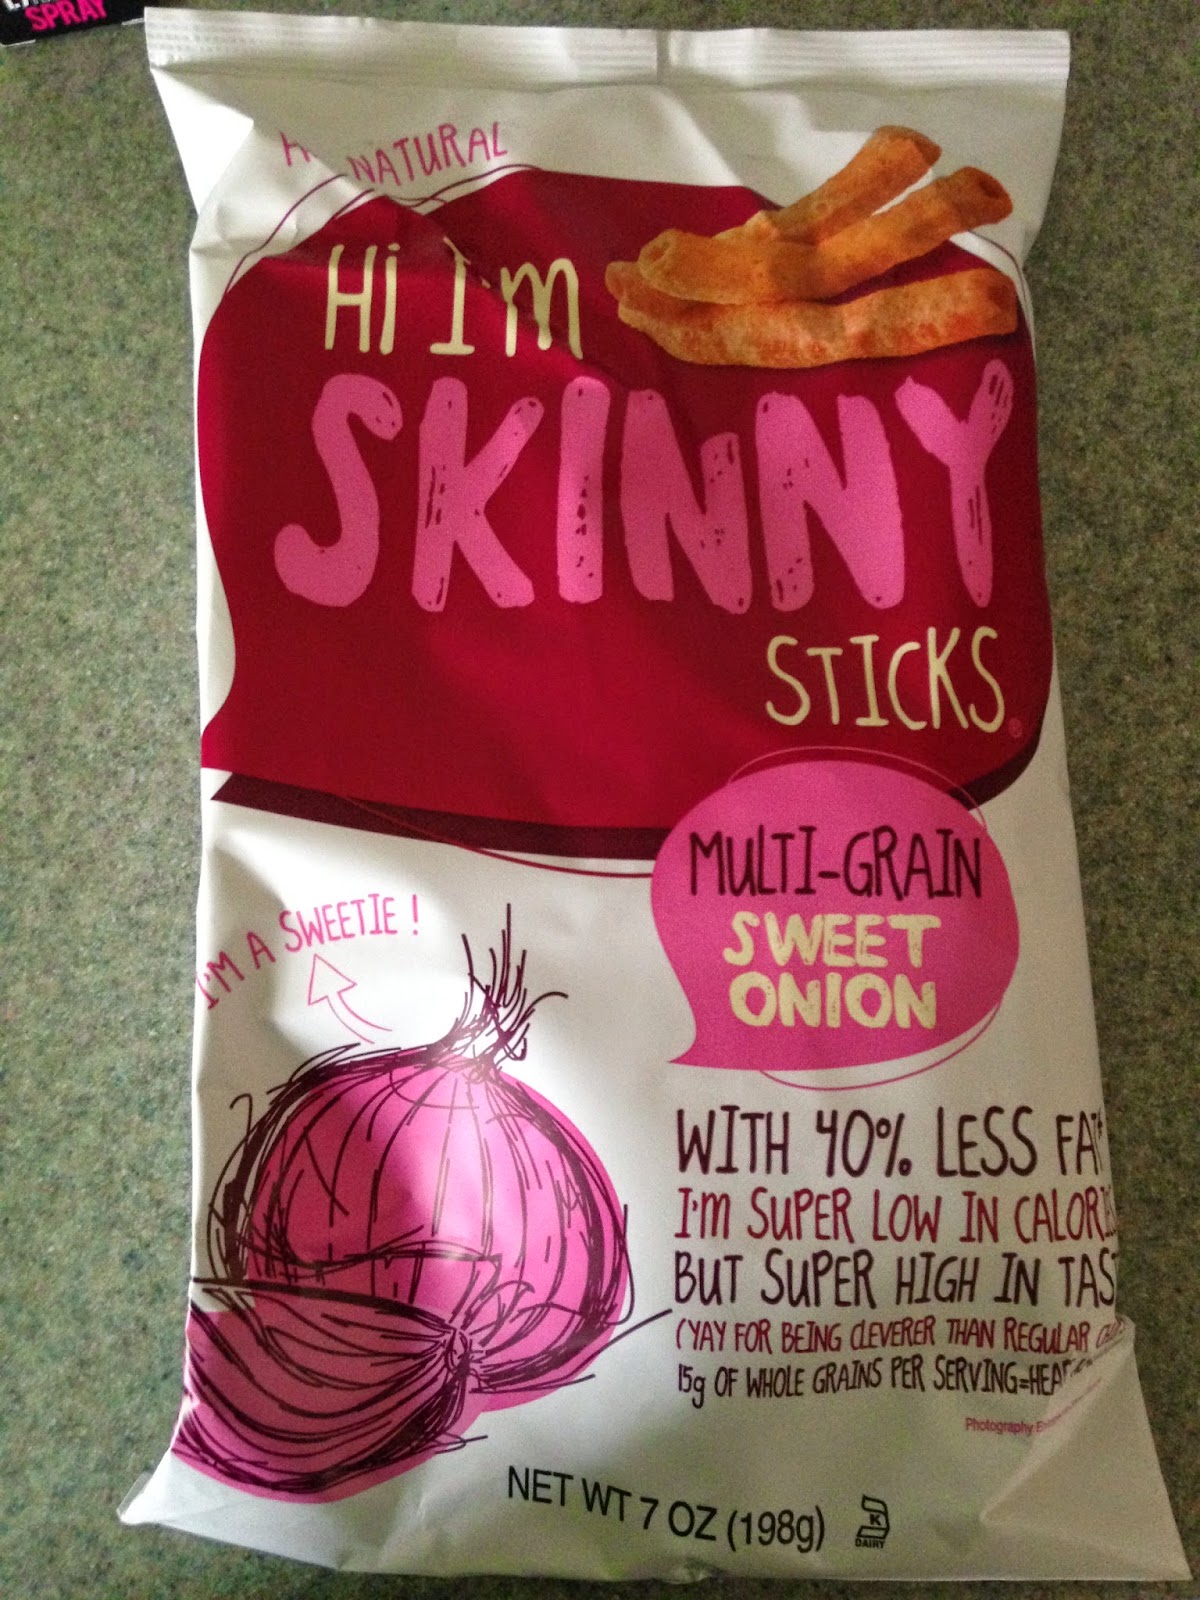 SPRAY
NATURAL
Hi I'm
SKINNY
STICKS®
MULTI-GRAIN
SWEET
ONION
I'M A SWEETIE !
WITH 40% LESS
I'M SUPER LOW IN
BUT SUPER HIGH IN
(YAY FOR BEING CLEVERER THAN REGULAR
15g OF WHOLE GRAINS PER SERVING=
Photography
NET WT 7 OZ (198g)
K
DAIRY